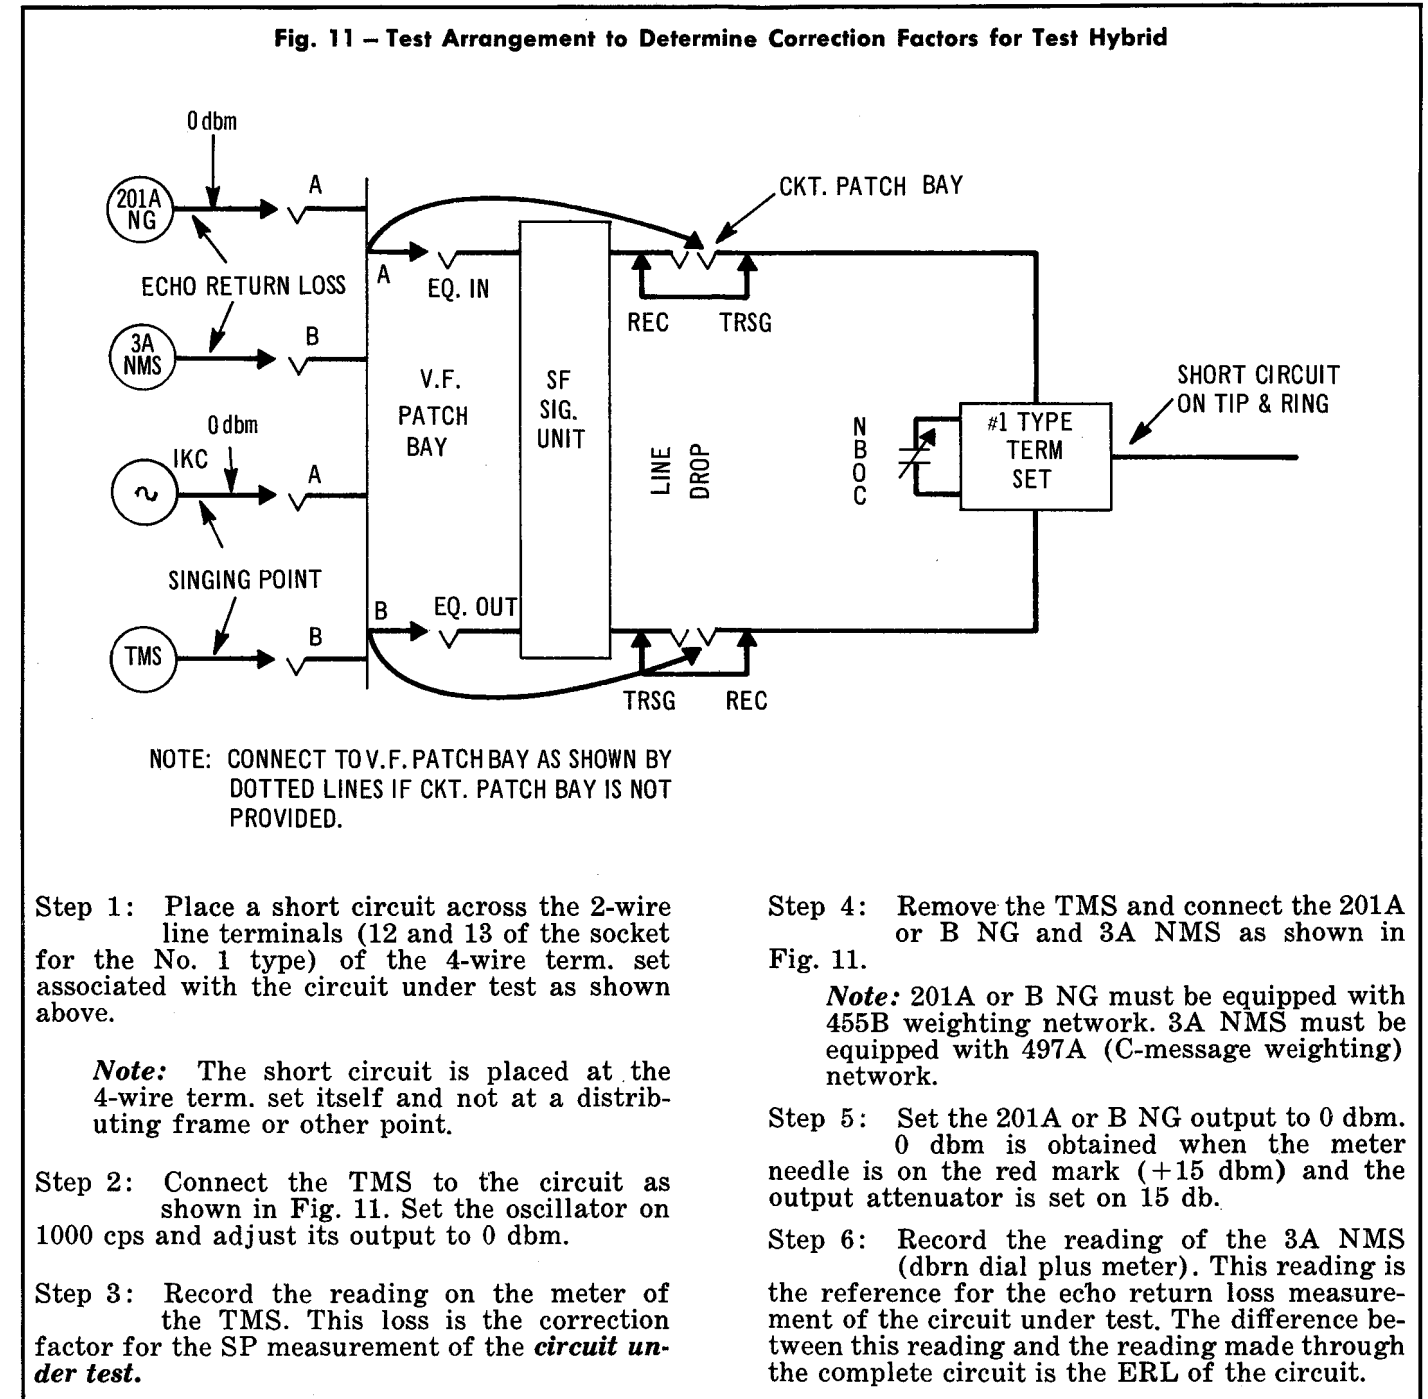 Fig. 11 – Test Arrangement to Determine Correction Factors for Test Hybrid
0 dbm
201A
NG
A
CKT. PATCH BAY
ECHO RETURN LOSS
A
EQ. IN
REC
TRSG
3A
NMS
B
V.F.
PATCH
BAY
SF
SIG.
UNIT
SHORT CIRCUIT
ON TIP & RING
0 dbm
IKC
A
LINE
DROP
N
B
O
C
#1 TYPE
TERM
SET
SINGING POINT
B
EQ. OUT
TMS
B
TRSG
REC
NOTE: CONNECT TO V.F. PATCH BAY AS SHOWN BY
DOTTED LINES IF CKT. PATCH BAY IS NOT
PROVIDED.
Step 1: Place a short circuit across the 2-wire
line terminals (12 and 13 of the socket
for the No. 1 type) of the 4-wire term. set
associated with the circuit under test as shown
above.
Note: The short circuit is placed at the
4-wire term. set itself and not at a distrib-
uting frame or other point.
Step 2: Connect the TMS to the circuit as
shown in Fig. 11. Set the oscillator on
1000 cps and adjust its output to 0 dbm.
Step 3: Record the reading on the meter of
the TMS. This loss is the correction
factor for the SP measurement of the circuit un-
der test.
Step 4: Remove the TMS and connect the 201A
or B NG and 3A NMS as shown in
Fig. 11.
Note: 201A or B NG must be equipped with
455B weighting network. 3A NMS must be
equipped with 497A (C-message weighting)
network.
Step 5: Set the 201A or B NG output to 0 dbm.
0 dbm is obtained when the meter
needle is on the red mark (+15 dbm) and the
output attenuator is set on 15 db.
Step 6: Record the reading of the 3A NMS
(dbrn dial plus meter). This reading is
the reference for the echo return loss measure-
ment of the circuit under test. The difference be-
tween this reading and the reading made through
the complete circuit is the ERL of the circuit.